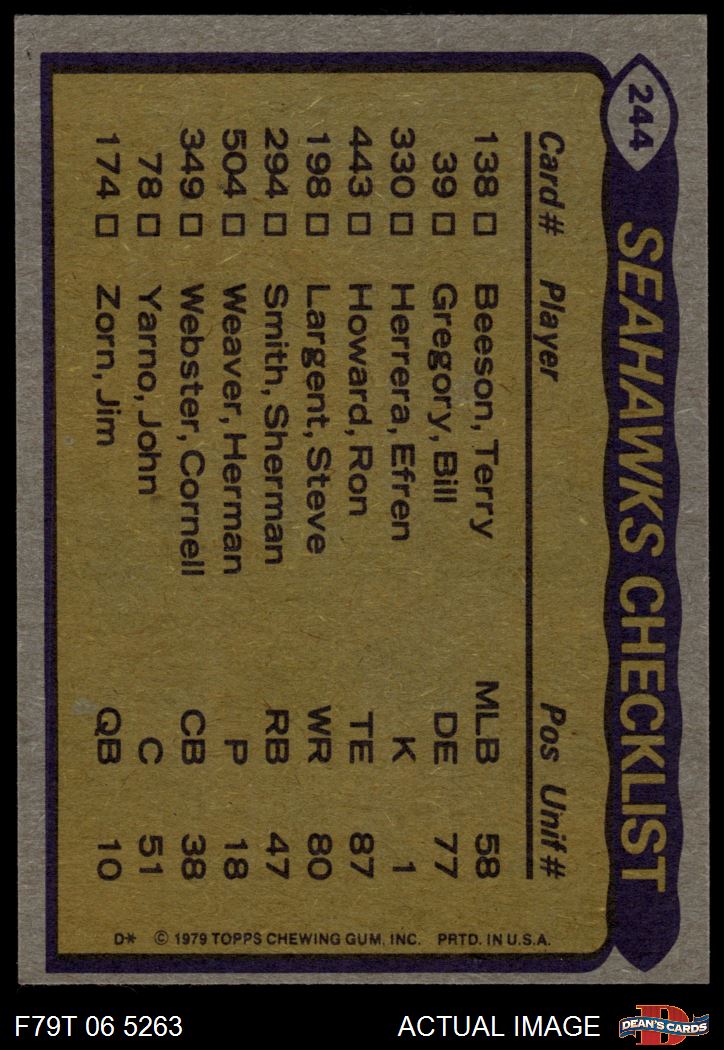 244
SEAHAWKS CHECKLIST
Card# Player Pos Unif#
138 □ Beeson, Terry MLB 58
39 □ Gregory, Bill DE 77
330 □ Herrera, Efren K 1
443 □ Howard, Ron TE 87
198 □ Largent, Steve WR 80
294 □ Smith, Sherman RB 47
504 □ Weaver, Herman P 18
349 □ Webster, Cornell CB 38
78 □ Yarno, John C 51
174 □ Zorn, Jim QB 10
D* © 1979 TOPPS CHEWING GUM, INC. PRTD. IN U.S.A.
F79T 06 5263
ACTUAL IMAGE
D
DEAN'S CARDS